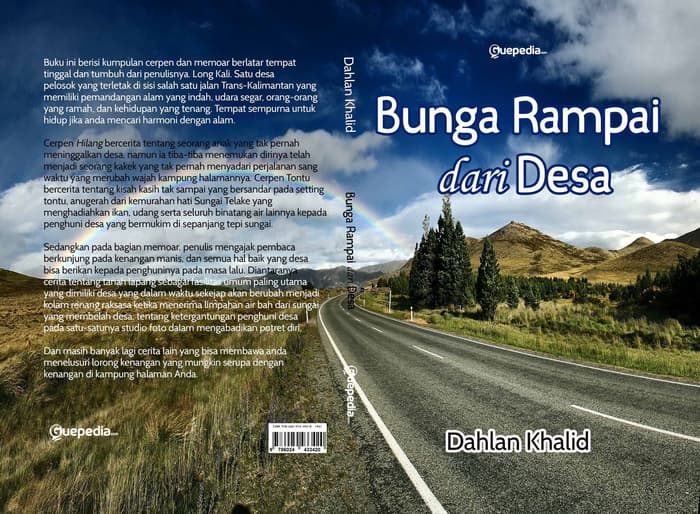 Buku ini berisi kumpulan cerpen dan memoar berlatar tempat
tinggal dan tumbuh dari penulisnya. Long Kali. Satu desa
pelosok yang terletak di sisi salah satu jalan Trans-Kalimantan yang
memiliki pemandangan alam yang indah, udara segar, orang-orang
yang ramah, dan kehidupan yang tenang. Tempat sempurna untuk
hidup jika anda mencari harmoni dengan alam.
Cerpen Hilang bercerita tentang seorang anak yang tak pernah
meninggalkan desa, namun ia tiba-tiba menemukan dirinya telah
menjadi seorang kakek yang tak pernah menyadari perjalanan sang
waktu yang merubah wajah kampung halamannya. Cerpen Tontu
bercerita tentang kisah kasih tak sampai yang bersandar pada setting
tontu, anugerah dari kemurahan hati Sungai Telake yang
menghadiahkan ikan, udang serta seluruh binatang air lainnya kepada
penghuni desa yang bermukim di sepanjang tepi sungai.
Sedangkan pada bagian memoar, penulis mengajak pembaca
berkunjung pada kenangan manis, dan semua hal baik yang desa
bisa berikan kepada penghuninya pada masa lalu. Diantaranya
cerita tentang tanah lapang sebagai fasilitas umum paling utama
yang dimiliki desa yang dalam waktu sekejap akan berubah menjadi
kolam renang raksasa ketika menerima limpahan air bah dari sungai
yang membelah desa, tentang ketergantungan penghuni desa
pada satu-satunya studio foto dalam mengabadikan potret diri.
Dan masih banyak lagi cerita lain yang bisa membawa anda
menelusuri lorong kenangan yang mungkin serupa dengan
kenangan di kampung halaman Anda.
Guepedia.com
9 786024 433420
Dahlan Khalid
Bunga Rampai dari Desa
Guepedia.com
Guepedia.com
Bunga Rampai
dari Desa
Dahlan Khalid